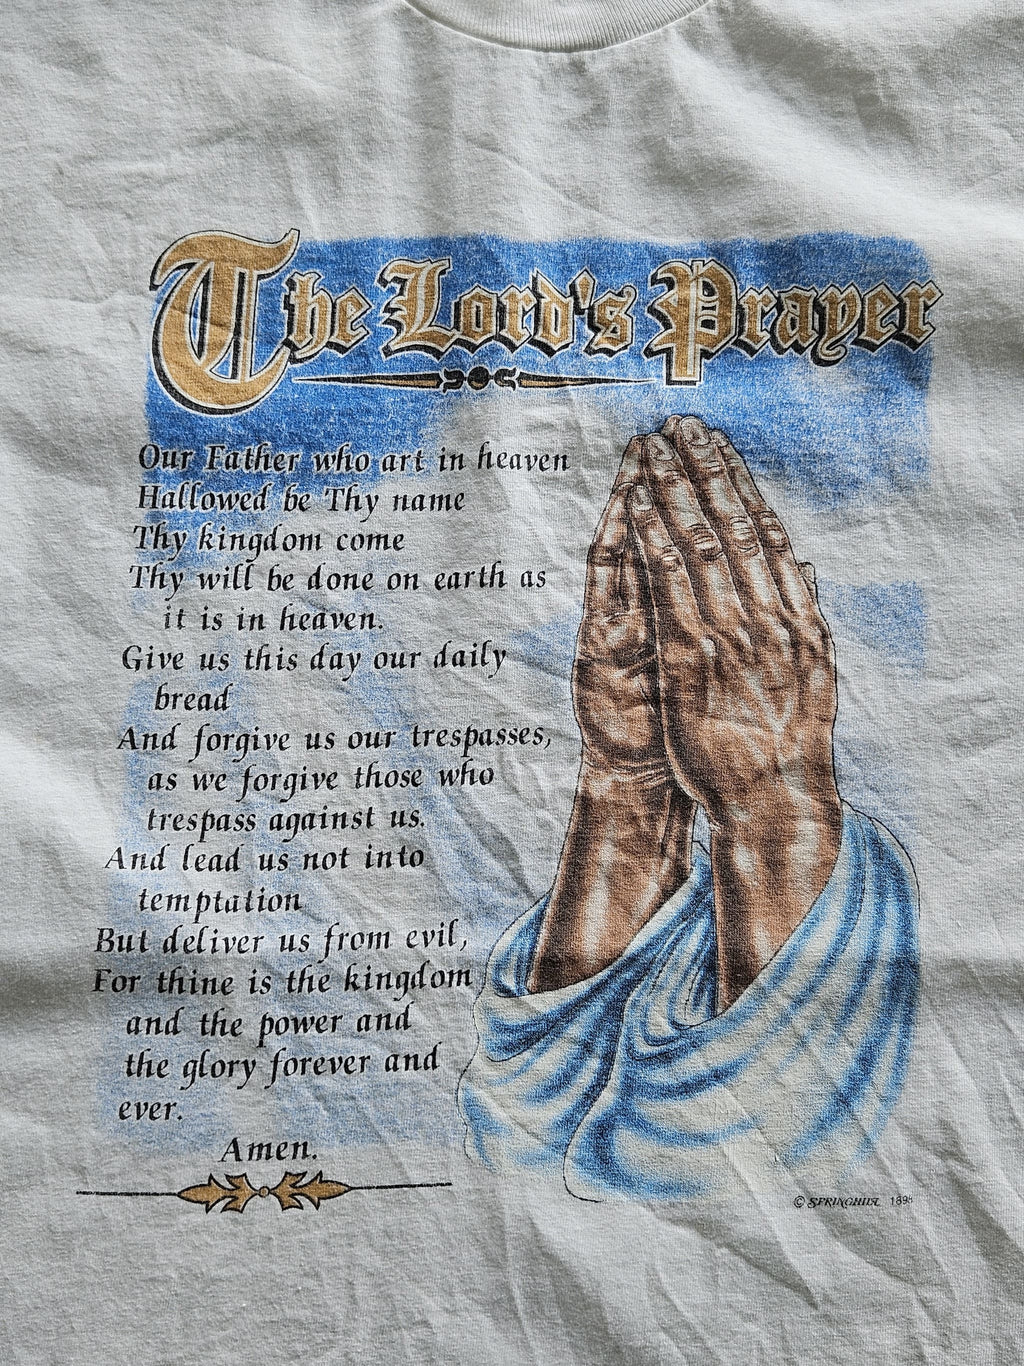 The Lord's Prayer
Our Father who art in heaven
Hallowed be Thy name
Thy kingdom come
Thy will be done on earth as
it is in heaven.
Give us this day our daily
bread
And forgive us our trespasses,
as we forgive those who
trespass against us.
And lead us not into
temptation
But deliver us from evil,
For thine is the kingdom
and the power and
the glory forever and
ever.
Amen.
© SPRINGHILL